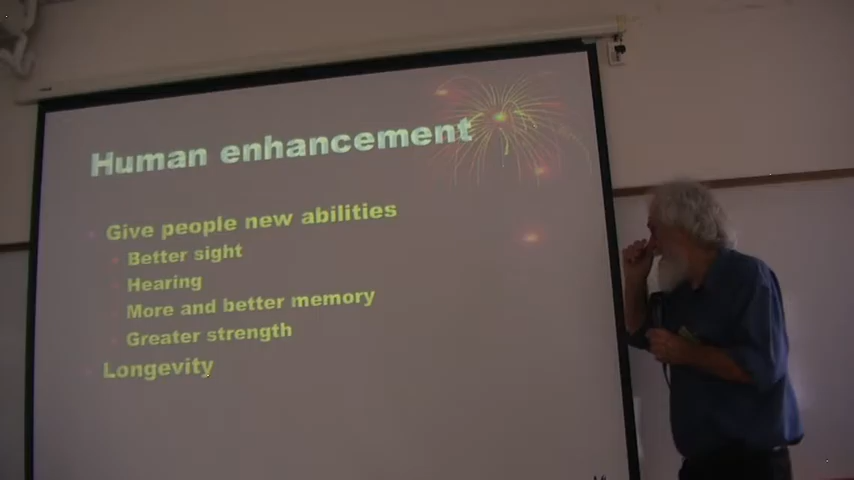 Human enhancement
Give people new abilities
Better sight
Hearing
More and better memory
Greater strength
Longevity